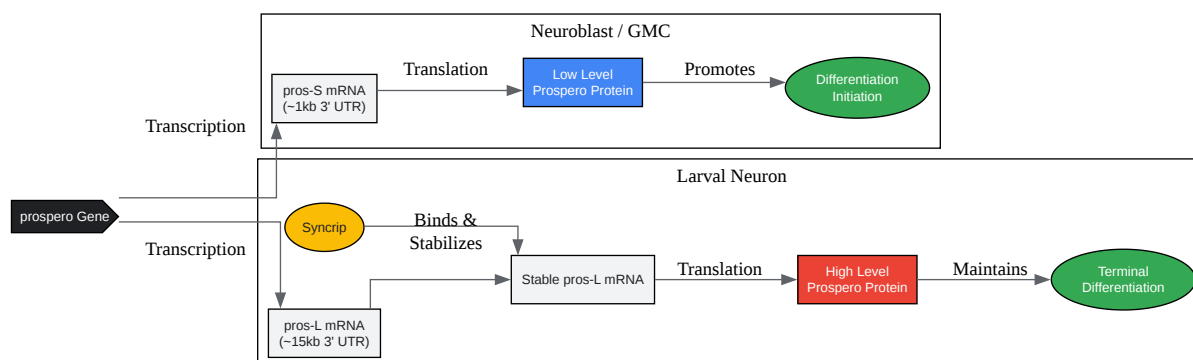 Neuroblast / GMC
pros-S mRNA
(~1kb 3' UTR)
Translation
Low Level
Prospero Protein
Promotes
Differentiation
Initiation
Transcription
prospero Gene
Transcription
Larval Neuron
Syncrip
Binds &
Stabilizes
pros-L mRNA
(~15kb 3' UTR)
Stable pros-L mRNA
Translation
High Level
Prospero Protein
Maintains
Terminal
Differentiation